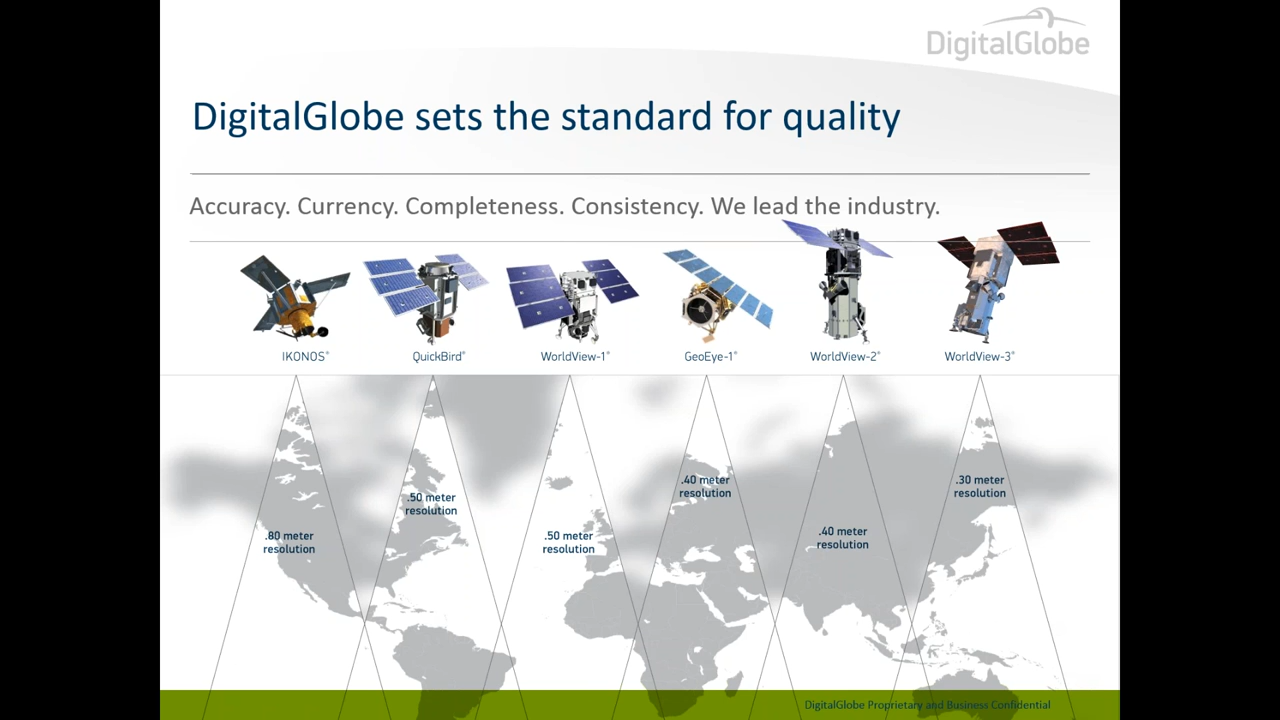 DigitalGlobe
DigitalGlobe sets the standard for quality
Accuracy. Currency. Completeness. Consistency. We lead the industry.
IKONOS®
QuickBird®
WorldView-1®
GeoEye-1®
WorldView-2®
WorldView-3®
.80 meter
resolution
.50 meter
resolution
.50 meter
resolution
.40 meter
resolution
.40 meter
resolution
.30 meter
resolution
DigitalGlobe Proprietary and Business Confidential